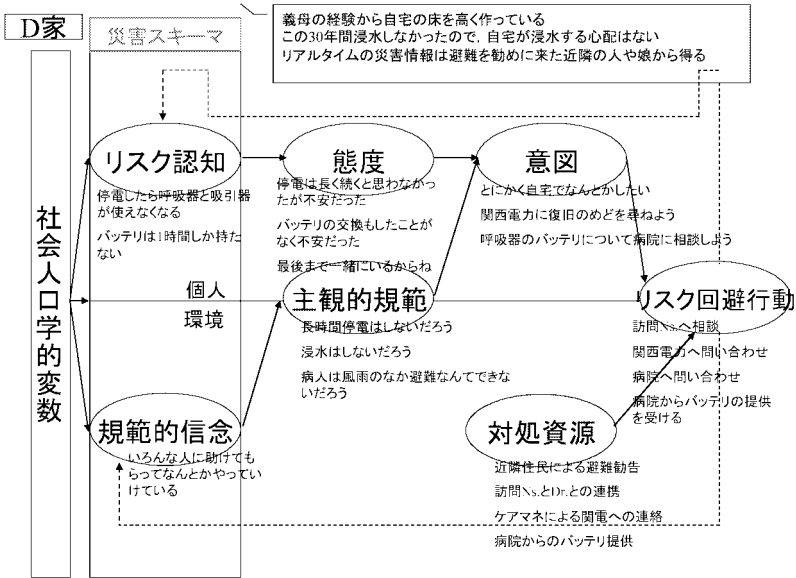 D家
災害スキーマ
義母の経験から自宅の床を高く作っている
この30年間浸水しなかったので，自宅が浸水する心配はない
リアルタイムの災害情報は避難を勧めに来た近隣の人や娘から得る
社会人口学的変数
リスク認知
停電したら呼吸器と吸引器
が使えなくなる
バッテリは1時間しか持た
ない
態度
停電は長く続くと思わなかっ
たが不安だった
バッテリの交換もしたことが
なく不安だった
最後まで一緒にいるからね
意図
とにかく自宅でなんとかしたい
関西電力に復旧のめどを尋ねよう
呼吸器のバッテリについて病院に相談しよう
個人
環境
主観的規範
長時間停電はしないだろう
浸水はしないだろう
病人は風雨のなか避難なんてできな
いだろう
リスク回避行動
訪問Ns.へ相談
関西電力へ問い合わせ
病院へ問い合わせ
病院からバッテリの提供
を受ける
規範的信念
いろんな人に助けても
らってなんとかやってい
けている
対処資源
近隣住民による避難勧告
訪問Ns.とDr.との連携
ケアマネによる関電への連絡
病院からのバッテリ提供